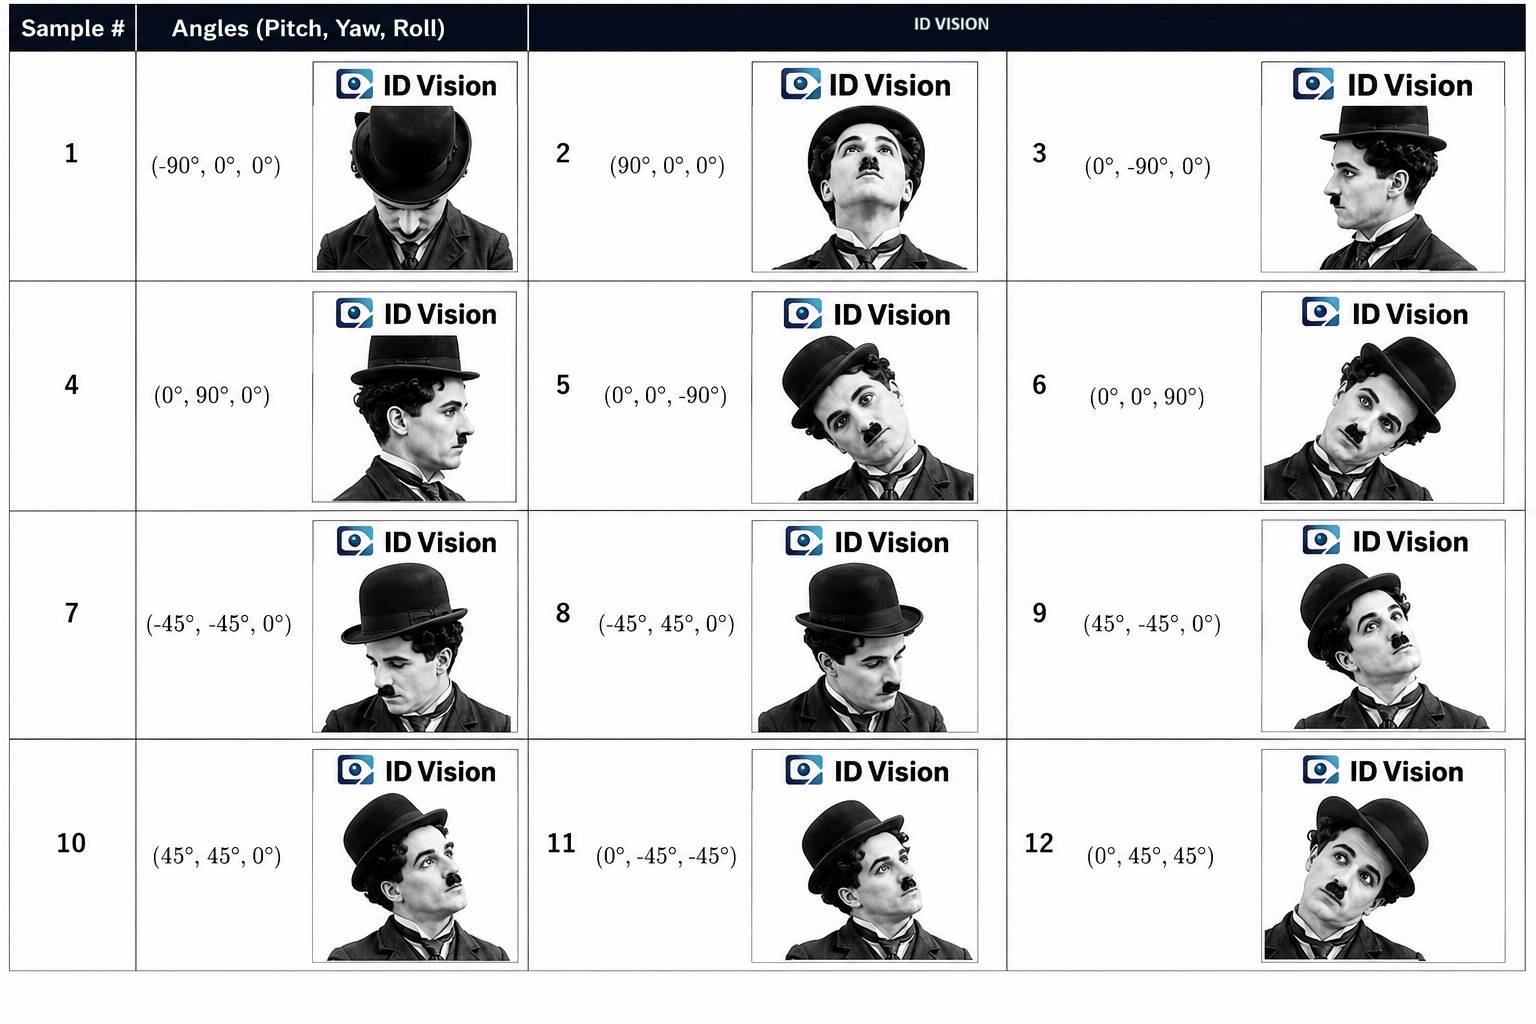 Sample # Angles (Pitch, Yaw, Roll) ID VISION
ID Vision ID Vision ID Vision
1 (-90°, 0°, 0°) 2 (90°, 0°, 0°) 3 (0°, -90°, 0°)
ID Vision ID Vision ID Vision
4 (0°, 90°, 0°) 5 (0°, 0°, -90°) 6 (0°, 0°, 90°)
ID Vision ID Vision ID Vision
7 (-45°, -45°, 0°) 8 (-45°, 45°, 0°) 9 (45°, -45°, 0°)
ID Vision ID Vision ID Vision
10 (45°, 45°, 0°) 11 (0°, -45°, -45°) 12 (0°, 45°, 45°)